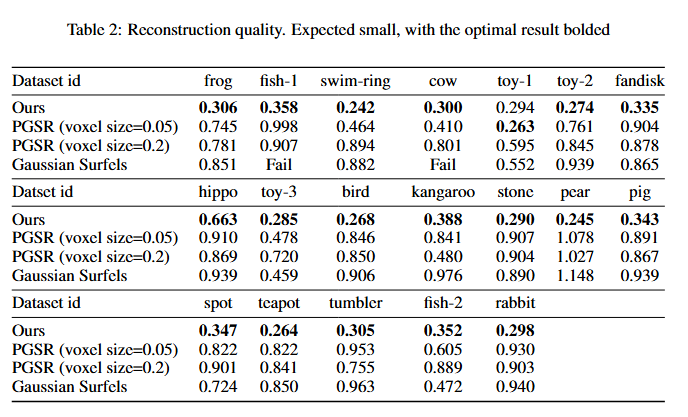 Table 2: Reconstruction quality. Expected small, with the optimal result bolded
Dataset id frog fish-1 swim-ring cow toy-1 toy-2 fandisk
Ours 0.306 0.358 0.242 0.300 0.294 0.274 0.335
PGSR (voxel size=0.05) 0.745 0.998 0.464 0.410 0.263 0.761 0.904
PGSR (voxel size=0.2) 0.781 0.907 0.894 0.801 0.595 0.845 0.878
Gaussian Surfels 0.851 Fail 0.882 Fail 0.552 0.939 0.865
Datset id hippo toy-3 bird kangaroo stone pear pig
Ours 0.663 0.285 0.268 0.388 0.290 0.245 0.343
PGSR (voxel size=0.05) 0.910 0.478 0.846 0.841 0.907 1.078 0.891
PGSR (voxel size=0.2) 0.869 0.720 0.850 0.480 0.904 1.027 0.867
Gaussian Surfels 0.939 0.459 0.906 0.976 0.890 1.148 0.939
Dataset id spot teapot tumbler fish-2 rabbit
Ours 0.347 0.264 0.305 0.352 0.298
PGSR (voxel size=0.05) 0.822 0.822 0.953 0.605 0.930
PGSR (voxel size=0.2) 0.901 0.841 0.755 0.889 0.903
Gaussian Surfels 0.724 0.850 0.963 0.472 0.940